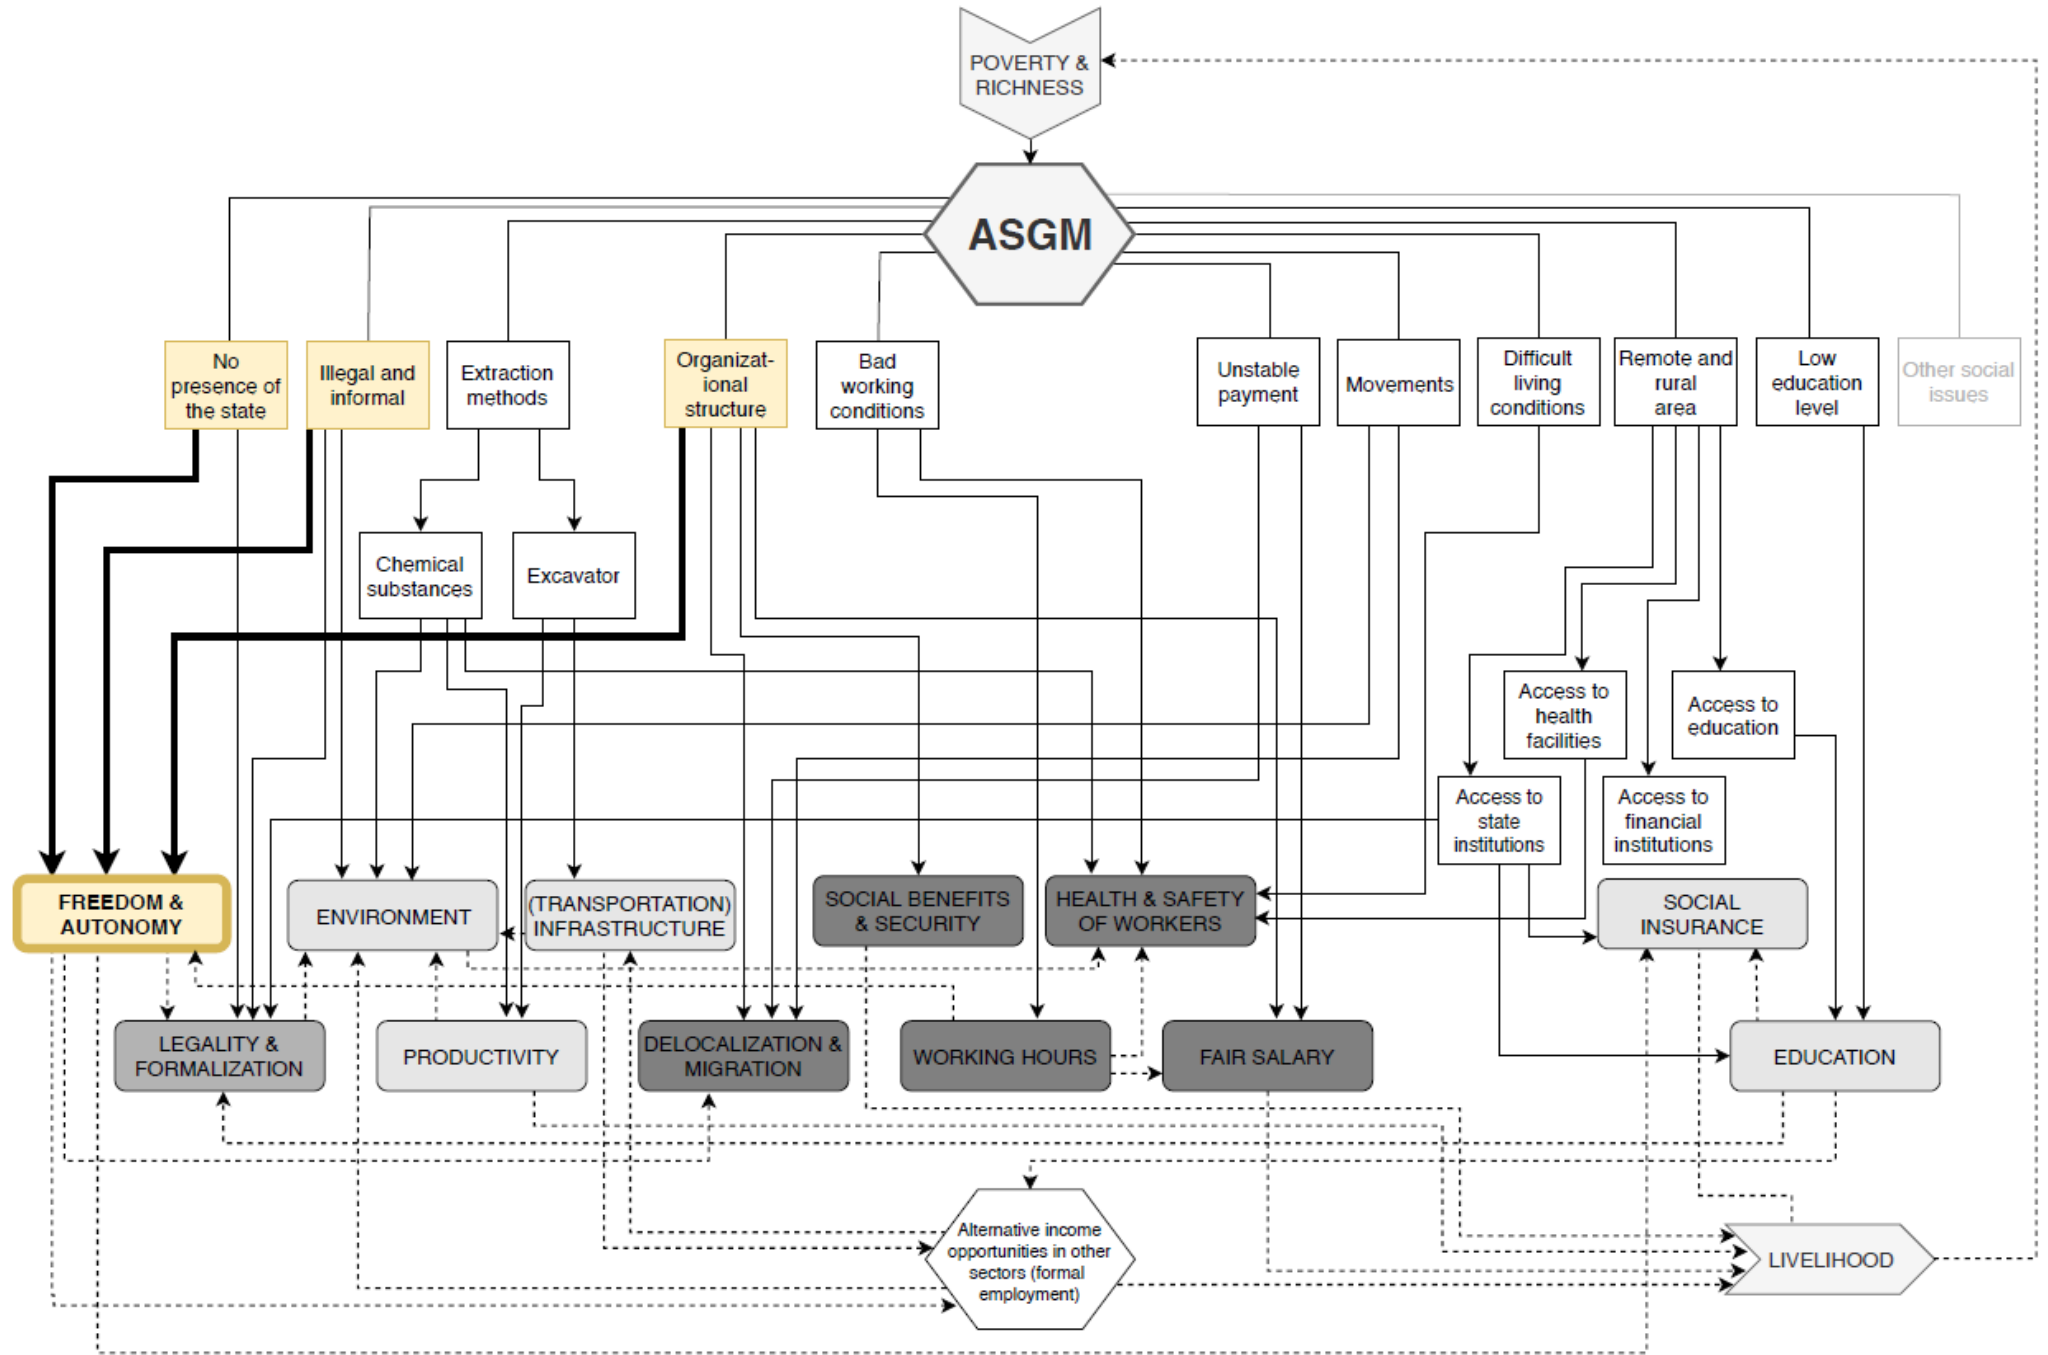 POVERTY &
RICHNESS
ASGM
No
presence of
the state
Illegal and
informal
Extraction
methods
Organizat-
ional
structure
Bad
working
conditions
Unstable
payment
Movements
Difficult
living
conditions
Remote and
rural
area
Low
education
level
Other social
issues
Chemical
substances
Excavator
Access to
health
facilities
Access to
education
Access to
state
institutions
Access to
financial
institutions
FREEDOM &
AUTONOMY
ENVIRONMENT
(TRANSPORTATION)
INFRASTRUCTURE
SOCIAL BENEFITS
& SECURITY
HEALTH & SAFETY
OF WORKERS
SOCIAL
INSURANCE
LEGALITY &
FORMALIZATION
PRODUCTIVITY
DELOCALIZATION &
MIGRATION
WORKING HOURS
FAIR SALARY
EDUCATION
Alternative income
opportunities in other
sectors (formal
employment)
LIVELIHOOD